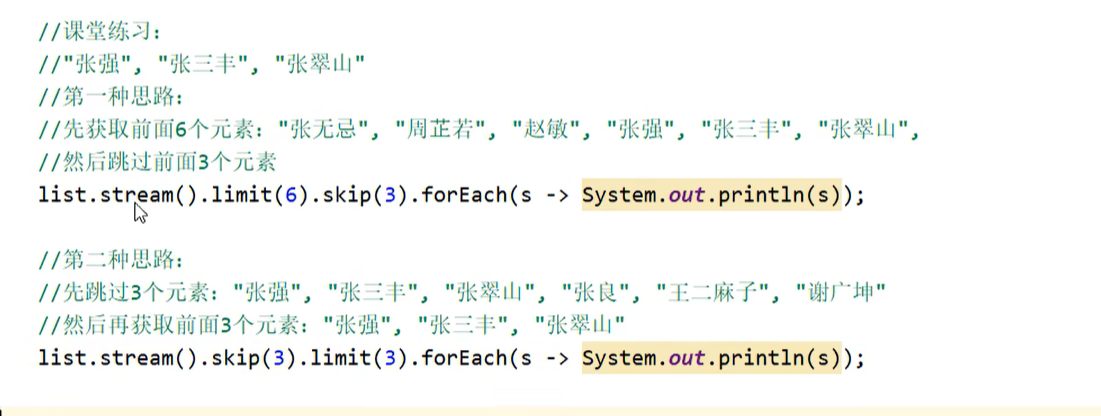 //课堂练习:
//"张强", "张三丰", "张翠山"
//第一种思路:
//先获取前面6个元素: "张无忌", "周芷若", "赵敏", "张强", "张三丰", "张翠山",
//然后跳过前面3个元素
list.stream().limit(6).skip(3).forEach(s -> System.out.println(s));
//第二种思路:
//先跳过3个元素: "张强", "张三丰", "张翠山", "张良", "王二麻子", "谢广坤"
//然后再获取前面3个元素: "张强", "张三丰", "张翠山"
list.stream().skip(3).limit(3).forEach(s -> System.out.println(s));